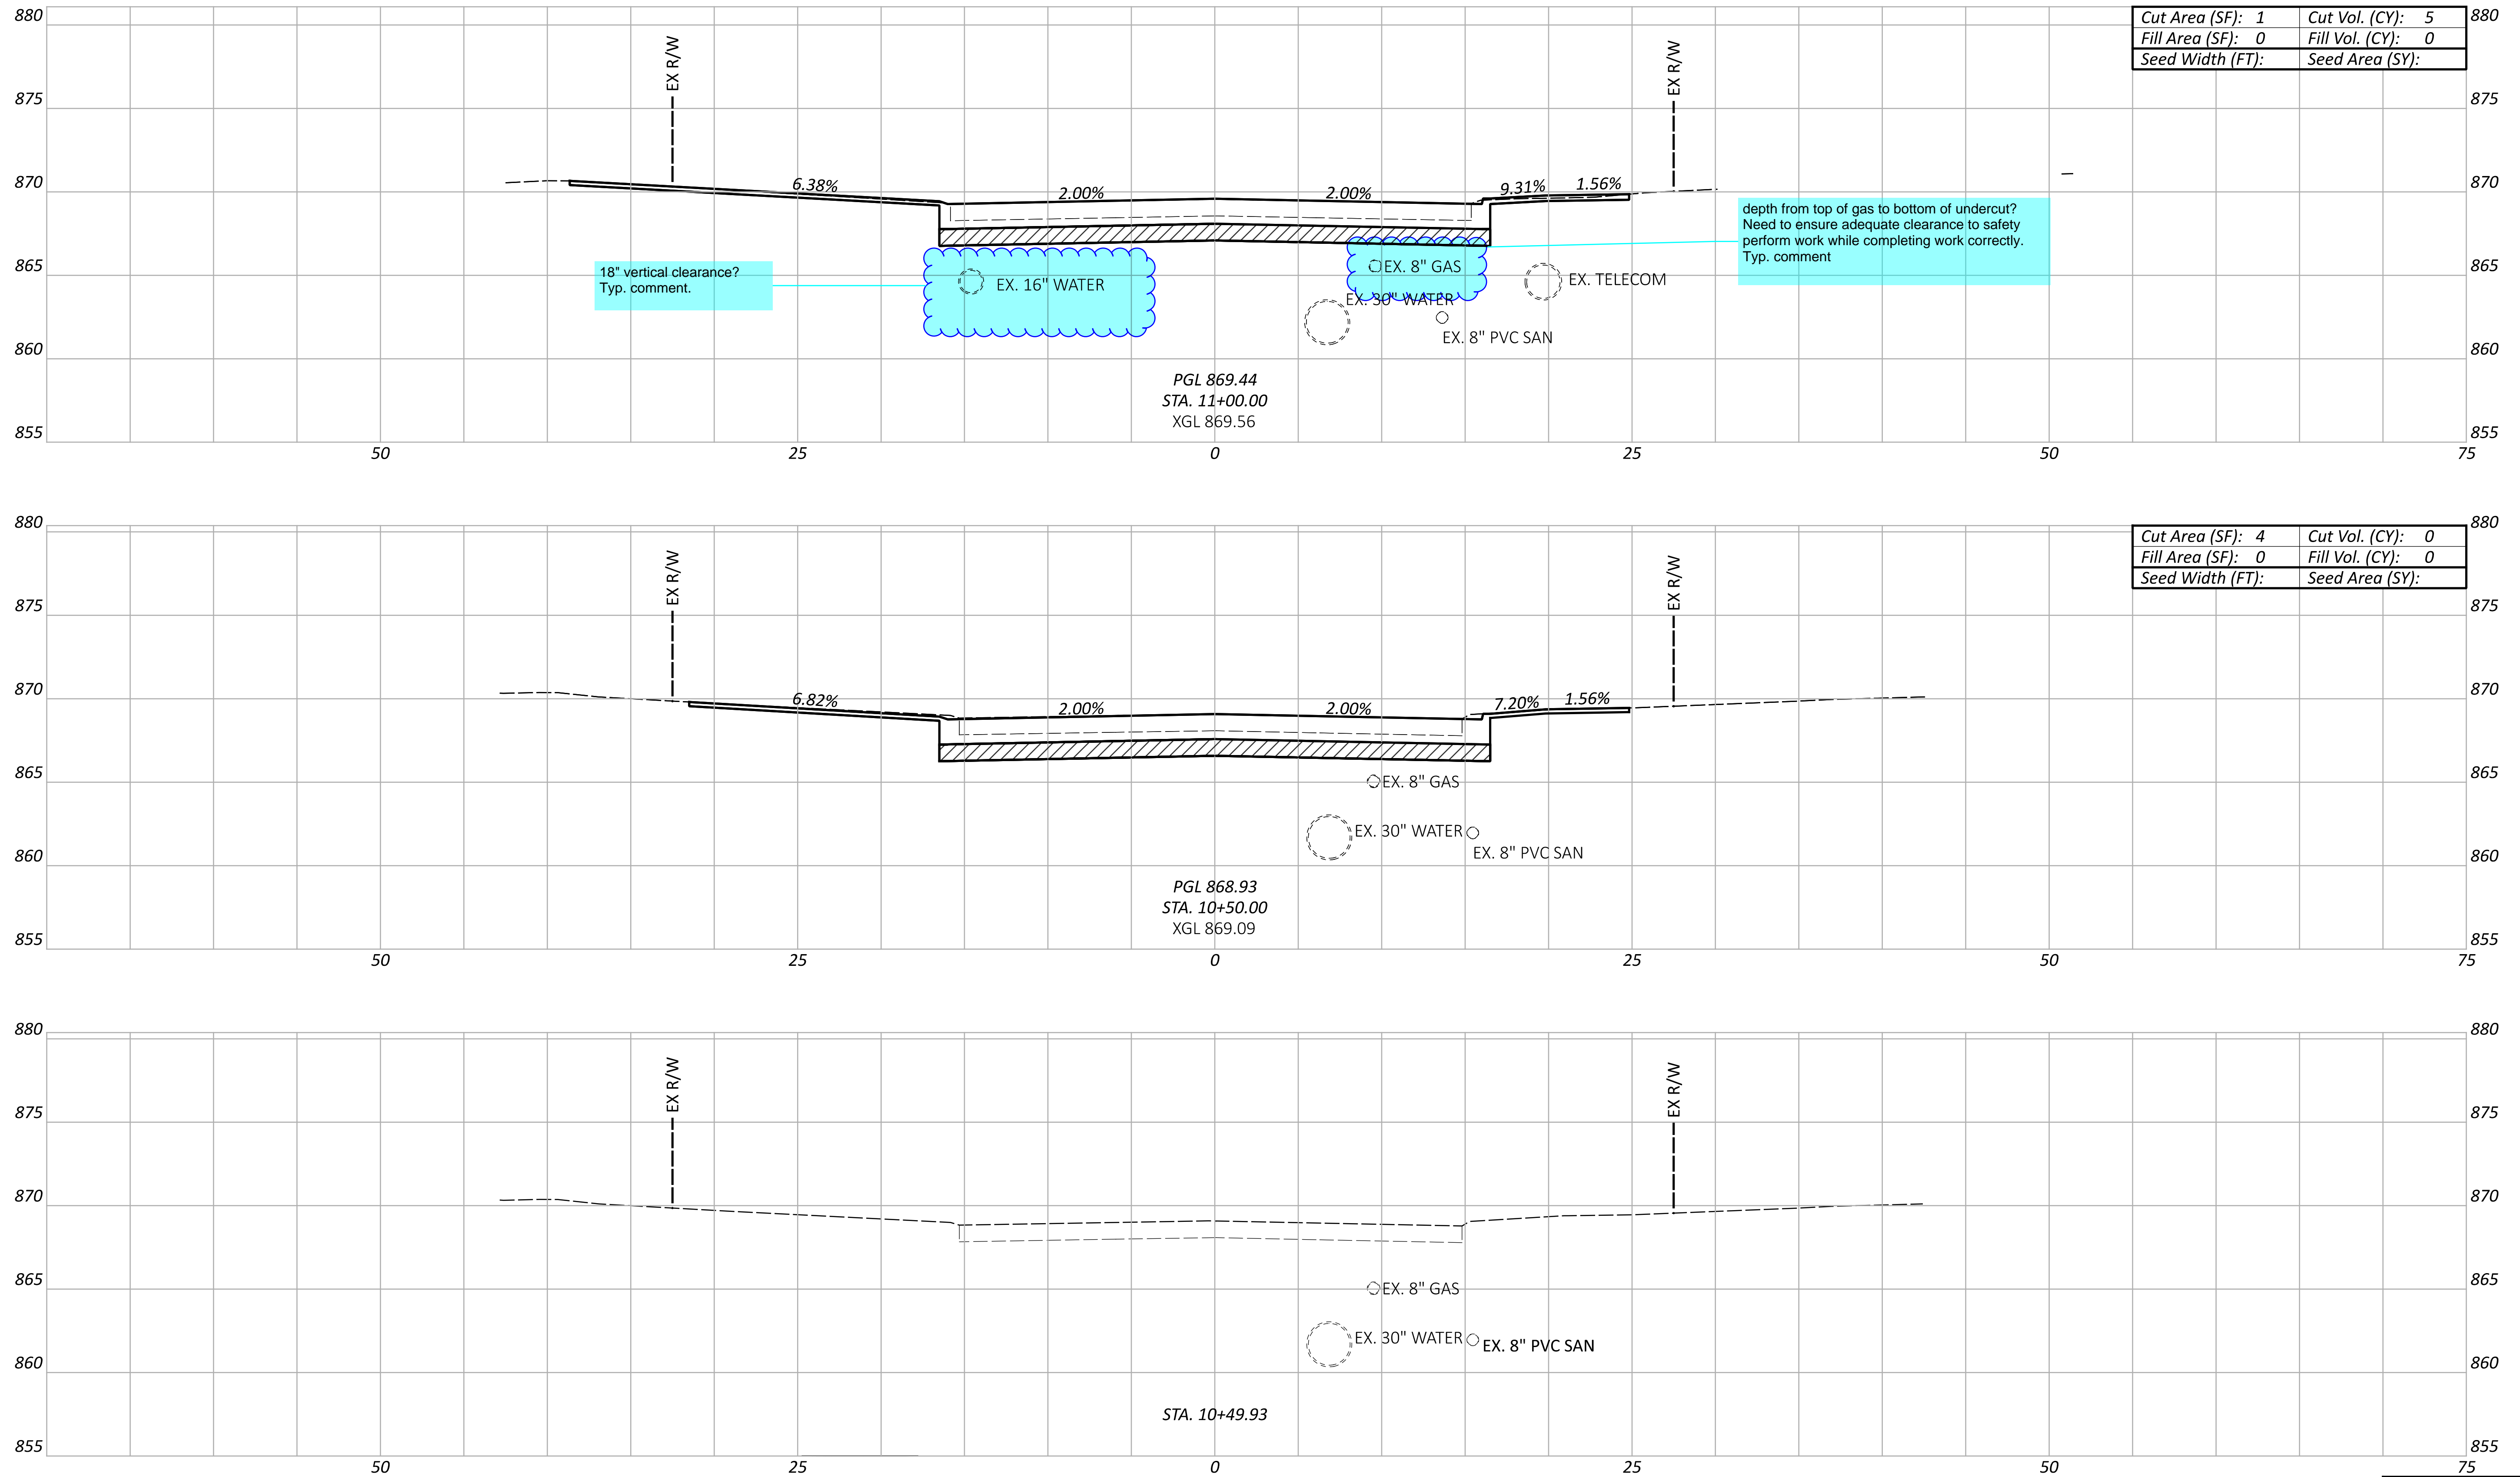 880
880
Cut Area (SF): 1 Cut Vol. (CY): 5
Fill Area (SF): 0 Fill Vol. (CY): 0
Seed Width (FT): Seed Area (SY):
EX R/W
EX R/W
875
875
870
870
6.38%
2.00%
2.00%
9.31%
1.56%
depth from top of gas to bottom of undercut?
Need to ensure adequate clearance to safety
perform work while completing work correctly.
Typ. comment
865
865
18" vertical clearance?
Typ. comment.
EX. 16" WATER
EX. 8" GAS
EX. TELECOM
EX. 30" WATER
EX. 8" PVC SAN
860
860
PGL 869.44
STA. 11+00.00
XGL 869.56
855
855
50 25 0 25 50 75
880
880
Cut Area (SF): 4 Cut Vol. (CY): 0
Fill Area (SF): 0 Fill Vol. (CY): 0
Seed Width (FT): Seed Area (SY):
EX R/W
EX R/W
875
875
870
870
6.82%
2.00%
2.00%
7.20%
1.56%
865
865
EX. 8" GAS
EX. 30" WATER
EX. 8" PVC SAN
860
860
PGL 868.93
STA. 10+50.00
XGL 869.09
855
855
50 25 0 25 50 75
880
880
EX R/W
EX R/W
875
875
870
870
865
865
EX. 8" GAS
EX. 30" WATER
EX. 8" PVC SAN
860
860
STA. 10+49.93
855
855
50 25 0 25 50 75